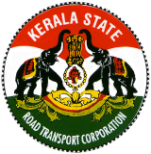 KERALA STATE
ROAD TRANSPORT CORPORATION